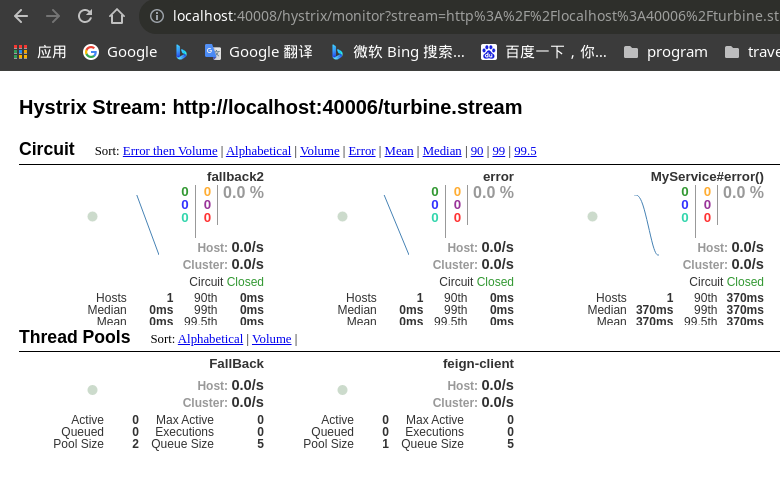 localhost:40008/hystrix/monitor?stream=http%3A%2F%2Flocalhost%3A40006%2Fturbine.st
应用 Google Google 翻译 微软 Bing 搜索... 百度一下，你... program trave
Hystrix Stream: http://localhost:40006/turbine.stream
Circuit Sort: Error then Volume | Alphabetical | Volume | Error | Mean | Median | 90 | 99 | 99.5
fallback2 error MyService#error()
0 0 0.0 % 0 0 0.0 % 0 0 0.0 %
0 0 0 0 0 0
0 0 0 0 0 0
Host: 0.0/s Host: 0.0/s Host: 0.0/s
Cluster: 0.0/s Cluster: 0.0/s Cluster: 0.0/s
Circuit Closed Circuit Closed Circuit Closed
Hosts 1 90th 0ms Hosts 1 90th 0ms Hosts 1 90th 370ms
Median 0ms 99th 0ms Median 0ms 99th 0ms Median 370ms 99th 370ms
Mean 0ms 99.5th 0ms Mean 0ms 99.5th 0ms Mean 370ms 99.5th 370ms
Thread Pools Sort: Alphabetical | Volume |
FallBack feign-client
Host: 0.0/s Host: 0.0/s
Cluster: 0.0/s Cluster: 0.0/s
Active 0 Max Active 0 Active 0 Max Active 0
Queued 0 Executions 0 Queued 0 Executions 0
Pool Size 2 Queue Size 5 Pool Size 1 Queue Size 5